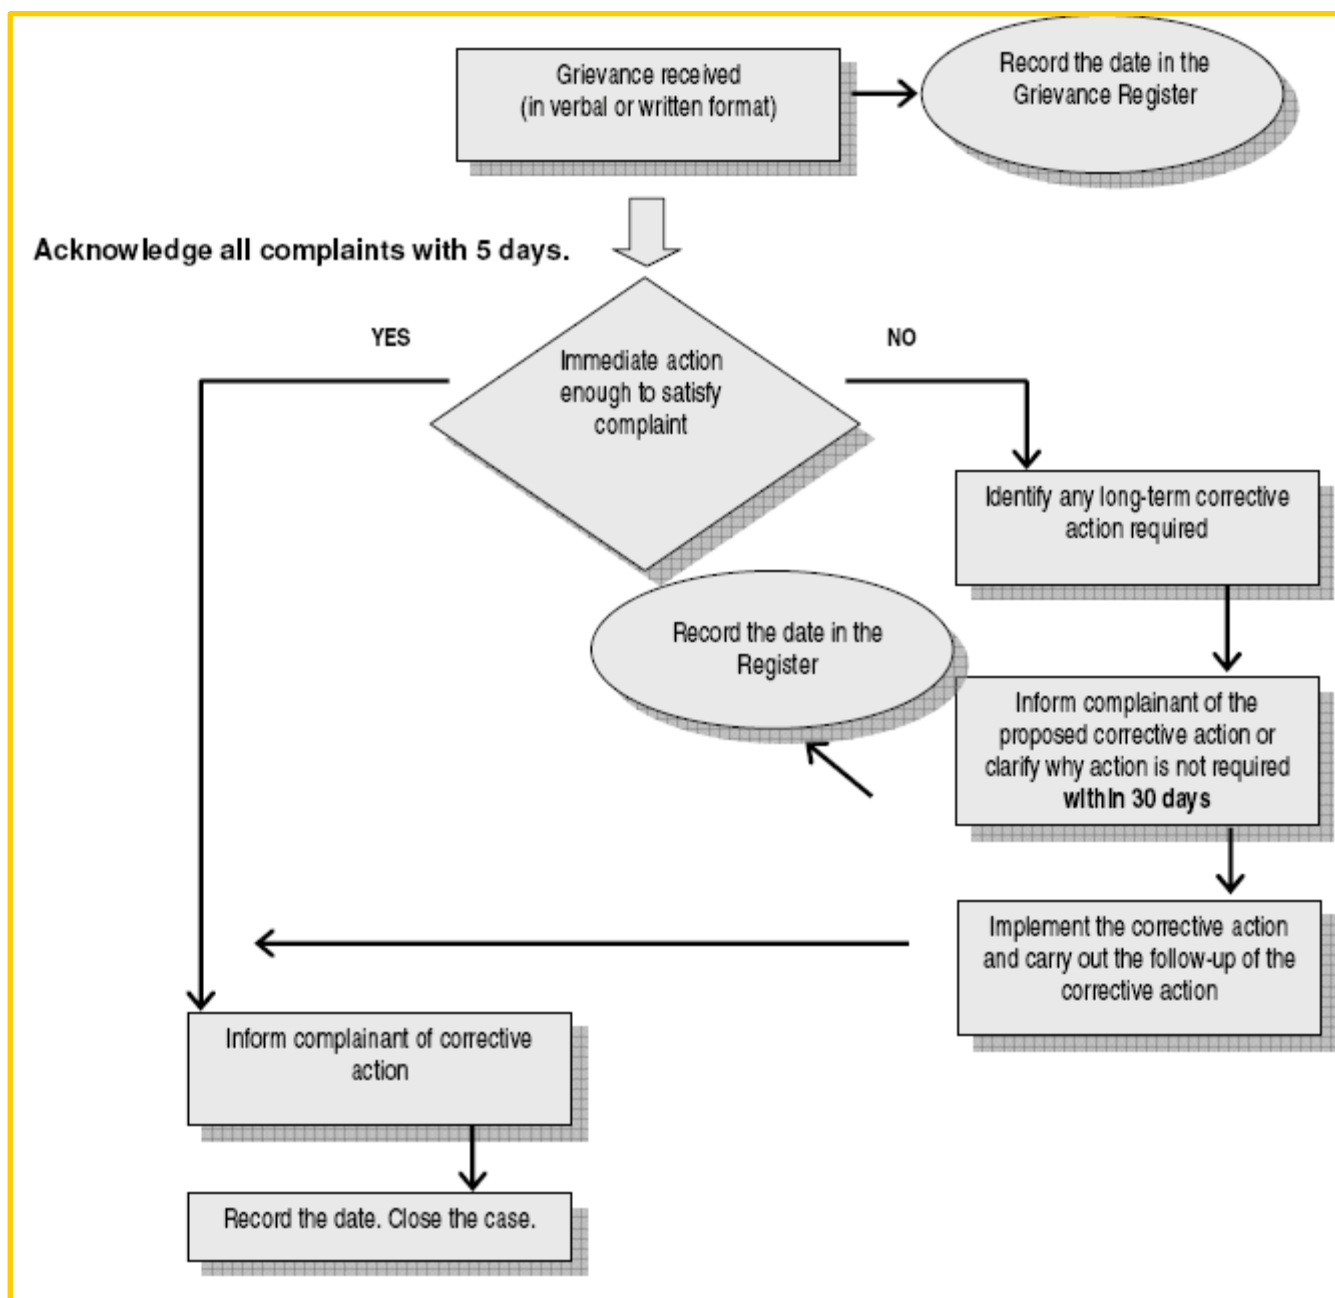 Grievance received
(in verbal or written format)
Record the date in the
Grievance Register
Acknowledge all complaints with 5 days.
YES
NO
Immediate action
enough to satisfy
complaint
Identify any long-term corrective
action required
Record the date in the
Register
Inform complainant of the
proposed corrective action or
clarify why action is not required
within 30 days
Implement the corrective action
and carry out the follow-up of the
corrective action
Inform complainant of corrective
action
Record the date. Close the case.